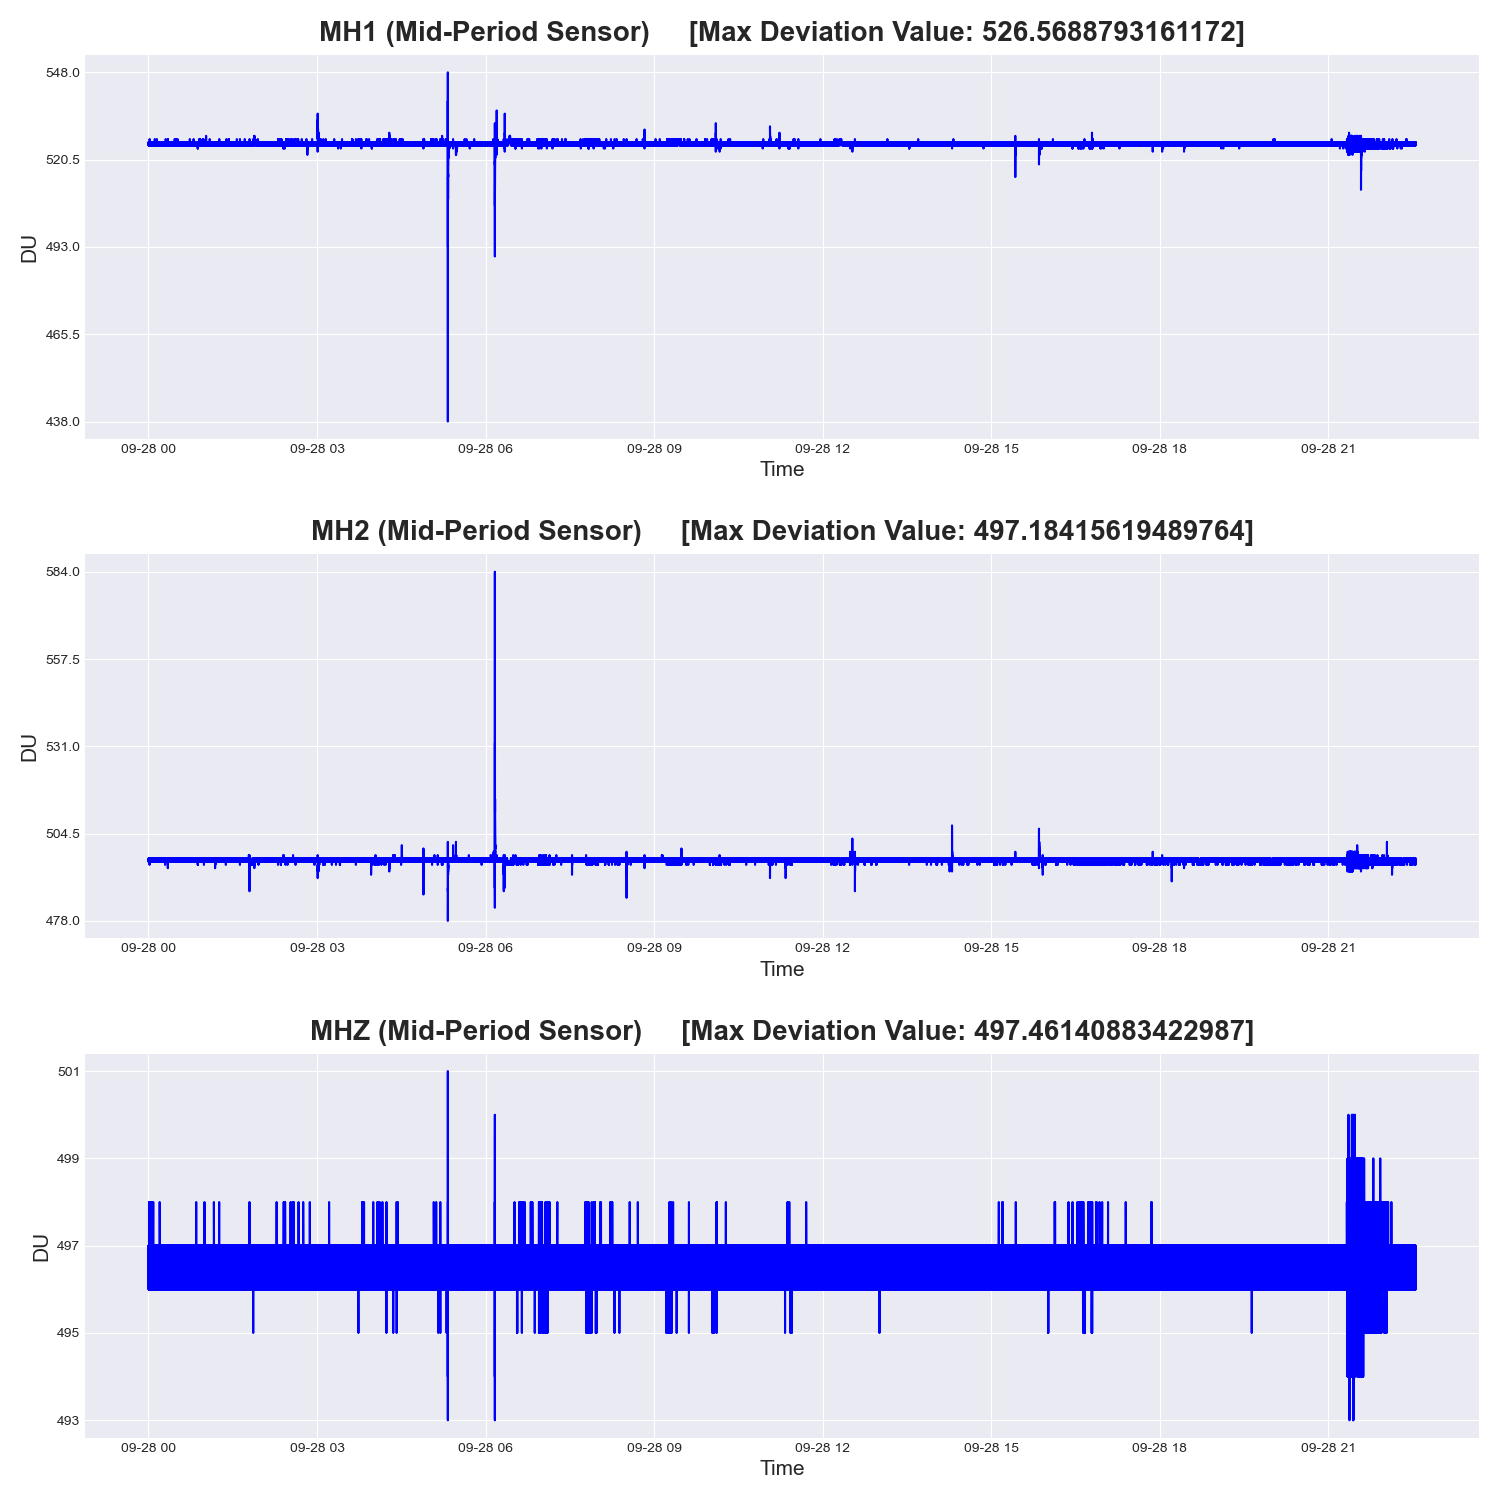 MH1 (Mid-Period Sensor) [Max Deviation Value: 526.5688793161172]
548.0
520.5
493.0
465.5
438.0
DU
09-28 00 09-28 03 09-28 06 09-28 09 09-28 12 09-28 15 09-28 18 09-28 21
Time
MH2 (Mid-Period Sensor) [Max Deviation Value: 497.18415619489764]
584.0
557.5
531.0
504.5
478.0
DU
09-28 00 09-28 03 09-28 06 09-28 09 09-28 12 09-28 15 09-28 18 09-28 21
Time
MHZ (Mid-Period Sensor) [Max Deviation Value: 497.46140883422987]
501
499
497
495
493
DU
09-28 00 09-28 03 09-28 06 09-28 09 09-28 12 09-28 15 09-28 18 09-28 21
Time